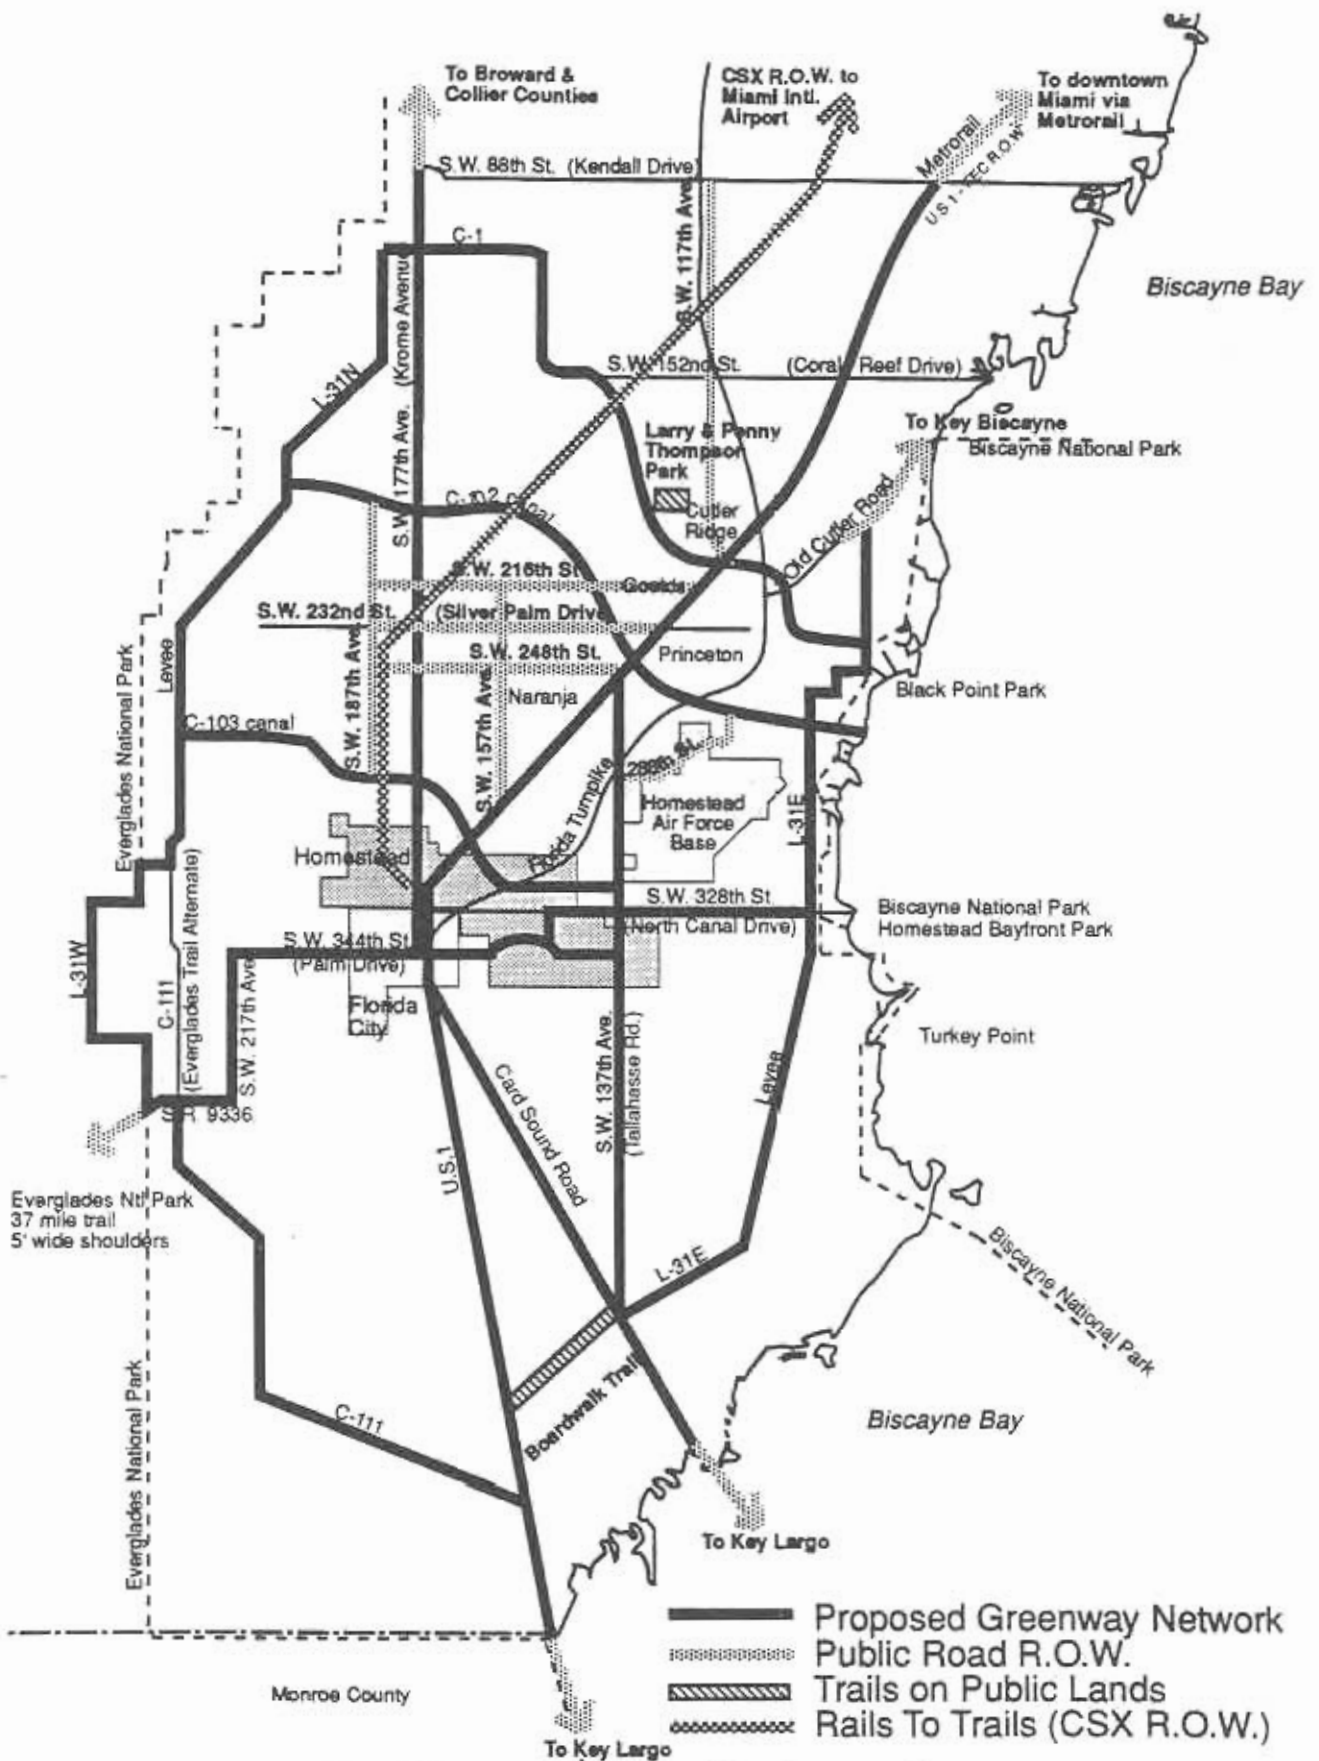 To Broward &
Collier Counties
CSX R.O.W. to
Miami Intl.
Airport
To downtown
Miami via
Metrorail
Metrorail
U S 1 - FEC R.O.W
S.W. 88th St. (Kendall Drive)
S.W. 117th Ave.
C-1
Biscayne Bay
S.W. 177th Ave. (Krome Avenue)
L-31N
S.W. 152nd St. (Coral Reef Drive)
To Key Biscayne
Biscayne National Park
Larry & Penny
Thompson
Park
Cutler
Ridge
Old Cutler Road
C-102 canal
S.W. 216th St
Goulds
S.W. 232nd St. (Silver Palm Drive)
S.W. 248th St.
Princeton
Naranja
Black Point Park
S.W. 187th Ave.
S.W. 157th Ave.
Levee
Everglades National Park
C-103 canal
288th St.
Florida Turnpike
Homestead
Air Force
Base
L-31E
Homestead
S.W. 328th St
(North Canal Drive)
Biscayne National Park
Homestead Bayfront Park
S.W. 344th St
(Palm Drive)
L-31W
C-111
(Everglades Trail Alternate)
S.W. 217th Ave
Florida
City
Turkey Point
S.W. 137th Ave.
(Tallahasse Rd.)
Card Sound Road
Levee
S.R. 9336
U.S.1
Everglades Ntl Park
37 mile trail
5' wide shoulders
L-31E
Biscayne National Park
Boardwalk Trail
C-111
Biscayne Bay
Everglades National Park
To Key Largo
Monroe County
To Key Largo
Proposed Greenway Network
Public Road R.O.W.
Trails on Public Lands
Rails To Trails (CSX R.O.W.)